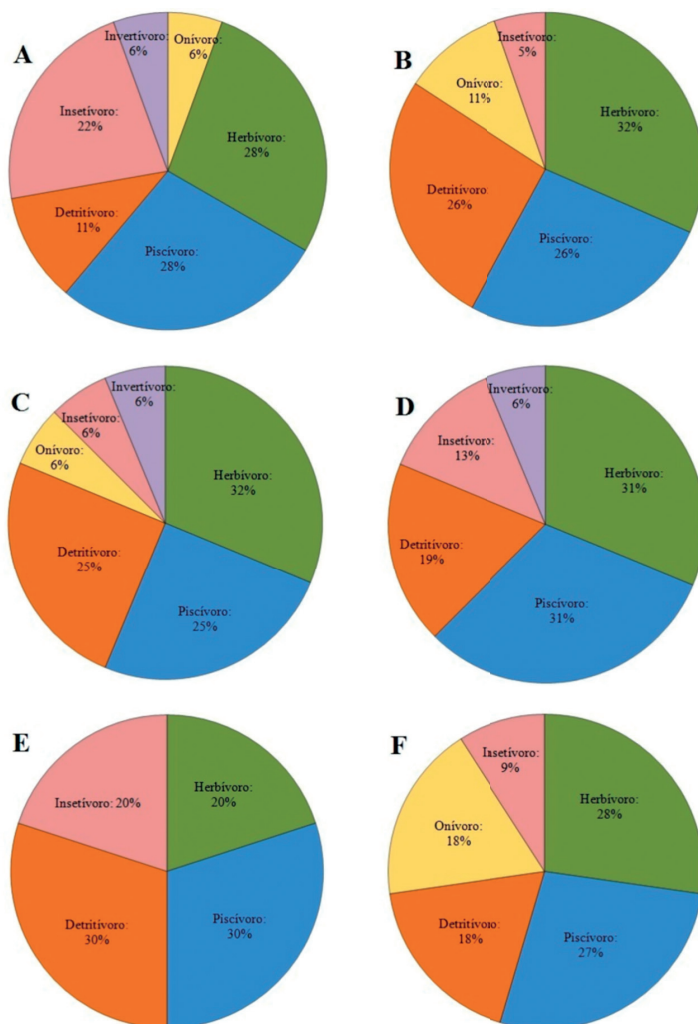 A
Invertívoro:
6%
Onívoro:
6%
Herbívoro:
28%
Piscívoro:
28%
Detritívoro:
11%
Insetívoro:
22%
B
Insetívoro:
5%
Herbívoro:
32%
Piscívoro:
26%
Detritívoro
26%
Onívoro:
11%
C
Invertívoro:
6%
Herbívoro:
32%
Piscívoro:
25%
Detritívoro:
25%
Onívoro:
6%
Insetívoro:
6%
D
Invertívoro:
6%
Herbívoro:
31%
Piscívoro:
31%
Detritívoro:
19%
Insetívoro:
13%
E
Herbívoro:
20%
Piscívoro:
30%
Detritívoro:
30%
Insetívoro: 20%
F
Insetívoro:
9%
Herbívoro:
28%
Piscívoro:
27%
Detritívoro:
18%
Onívoro:
18%